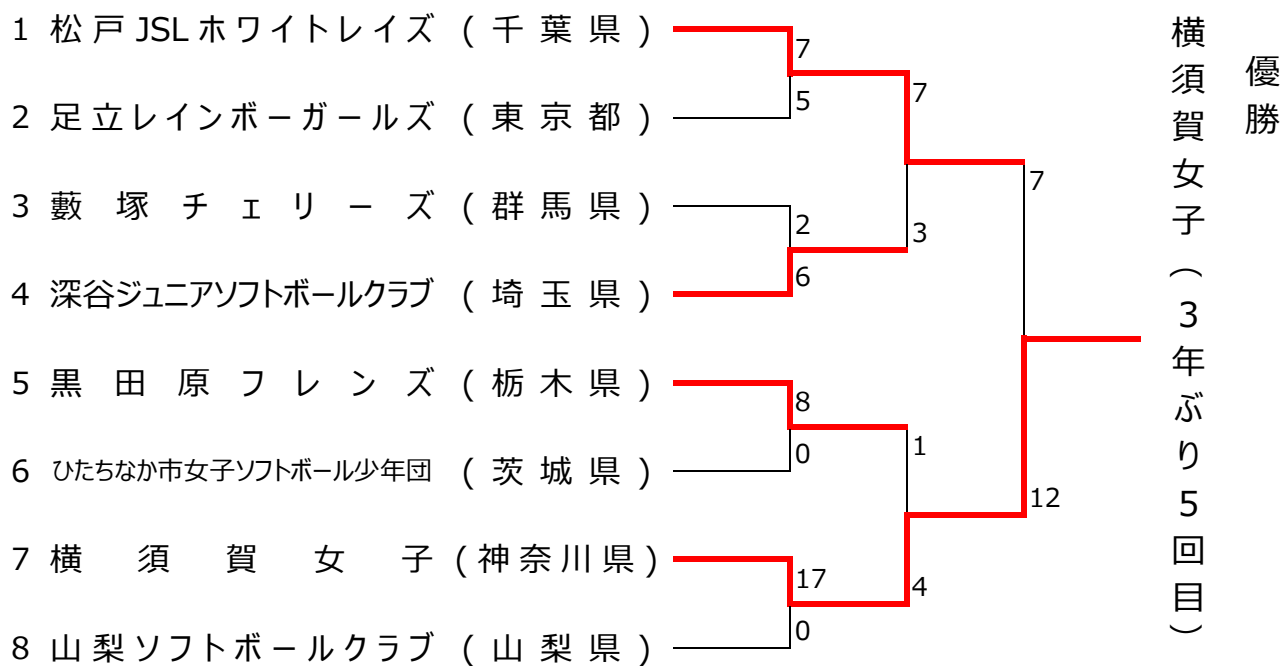 1 松戸JSLホワイトレイズ (千葉県)
7
5
2 足立レインボーガールズ (東京都)
7
3 藪塚チェリーズ (群馬県)
2
6
3
4 深谷ジュニアソフトボールクラブ (埼玉県)
7
5 黒田原フレンズ (栃木県)
8
0
1
6 ひたちなか市女子ソフトボール少年団 (茨城県)
12
7 横須賀女子 (神奈川県)
17
0
4
8 山梨ソフトボールクラブ (山梨県)
優勝
横須賀女子(3年ぶり5回目)